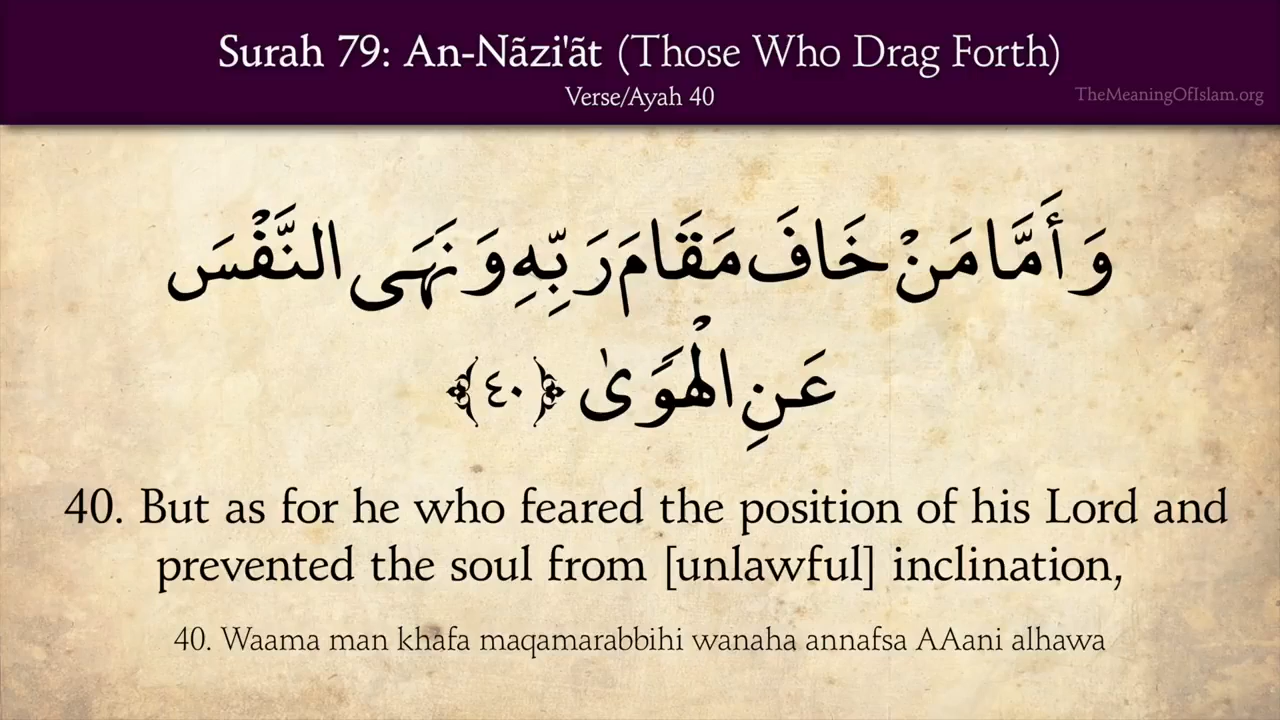 Surah 79: An-Nãzi'ãt (Those Who Drag Forth)
Verse/Ayah 40
TheMeaningOfIslam.org
وَأَمَّا مَنْ خَافَ مَقَامَ رَبِّهِ وَنَهَى النَّفْسَ
عَنِ الْهَوَىٰ ﴿٤٠﴾
40. But as for he who feared the position of his Lord and
prevented the soul from [unlawful] inclination,
40. Waama man khafa maqamarabbihi wanaha annafsa AAani alhawa